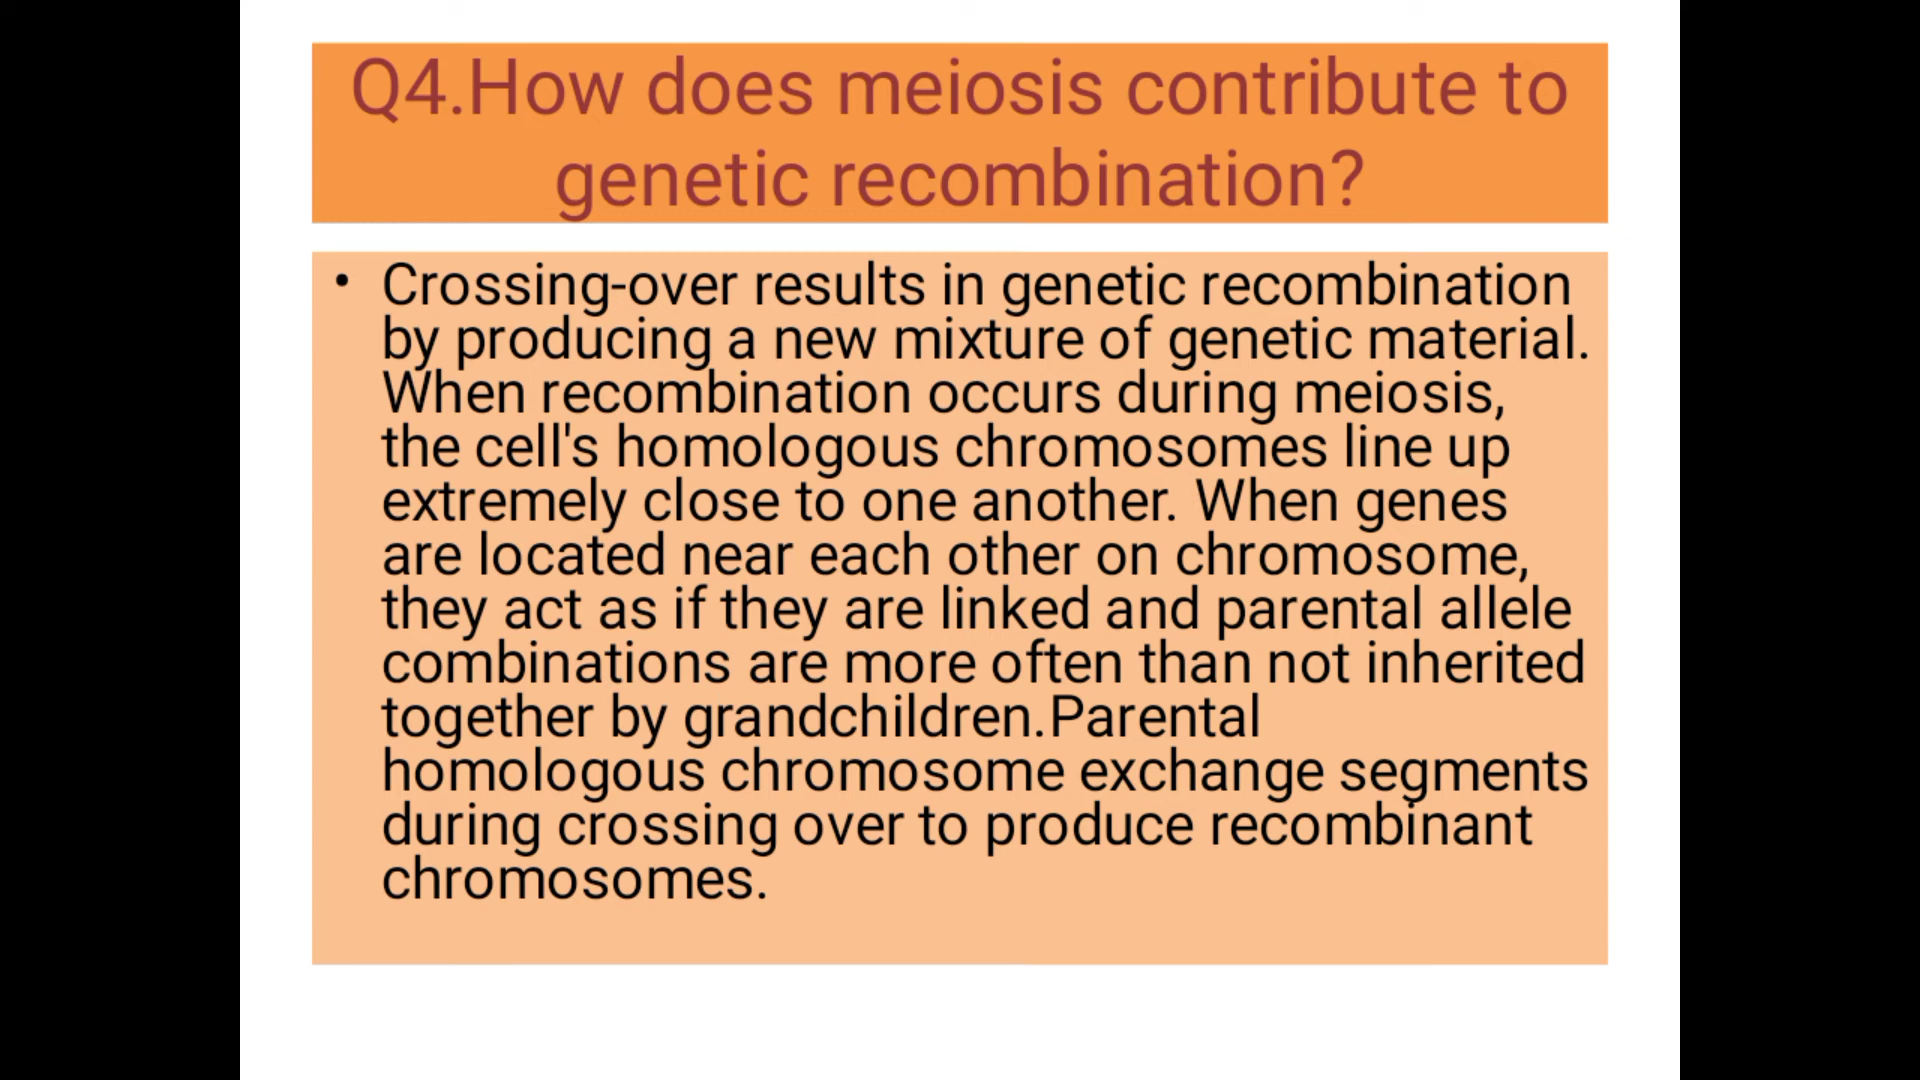 Q4.How does meiosis contribute to
genetic recombination?
• Crossing-over results in genetic recombination
by producing a new mixture of genetic material.
When recombination occurs during meiosis,
the cell's homologous chromosomes line up
extremely close to one another. When genes
are located near each other on chromosome,
they act as if they are linked and parental allele
combinations are more often than not inherited
together by grandchildren.Parental
homologous chromosome exchange segments
during crossing over to produce recombinant
chromosomes.